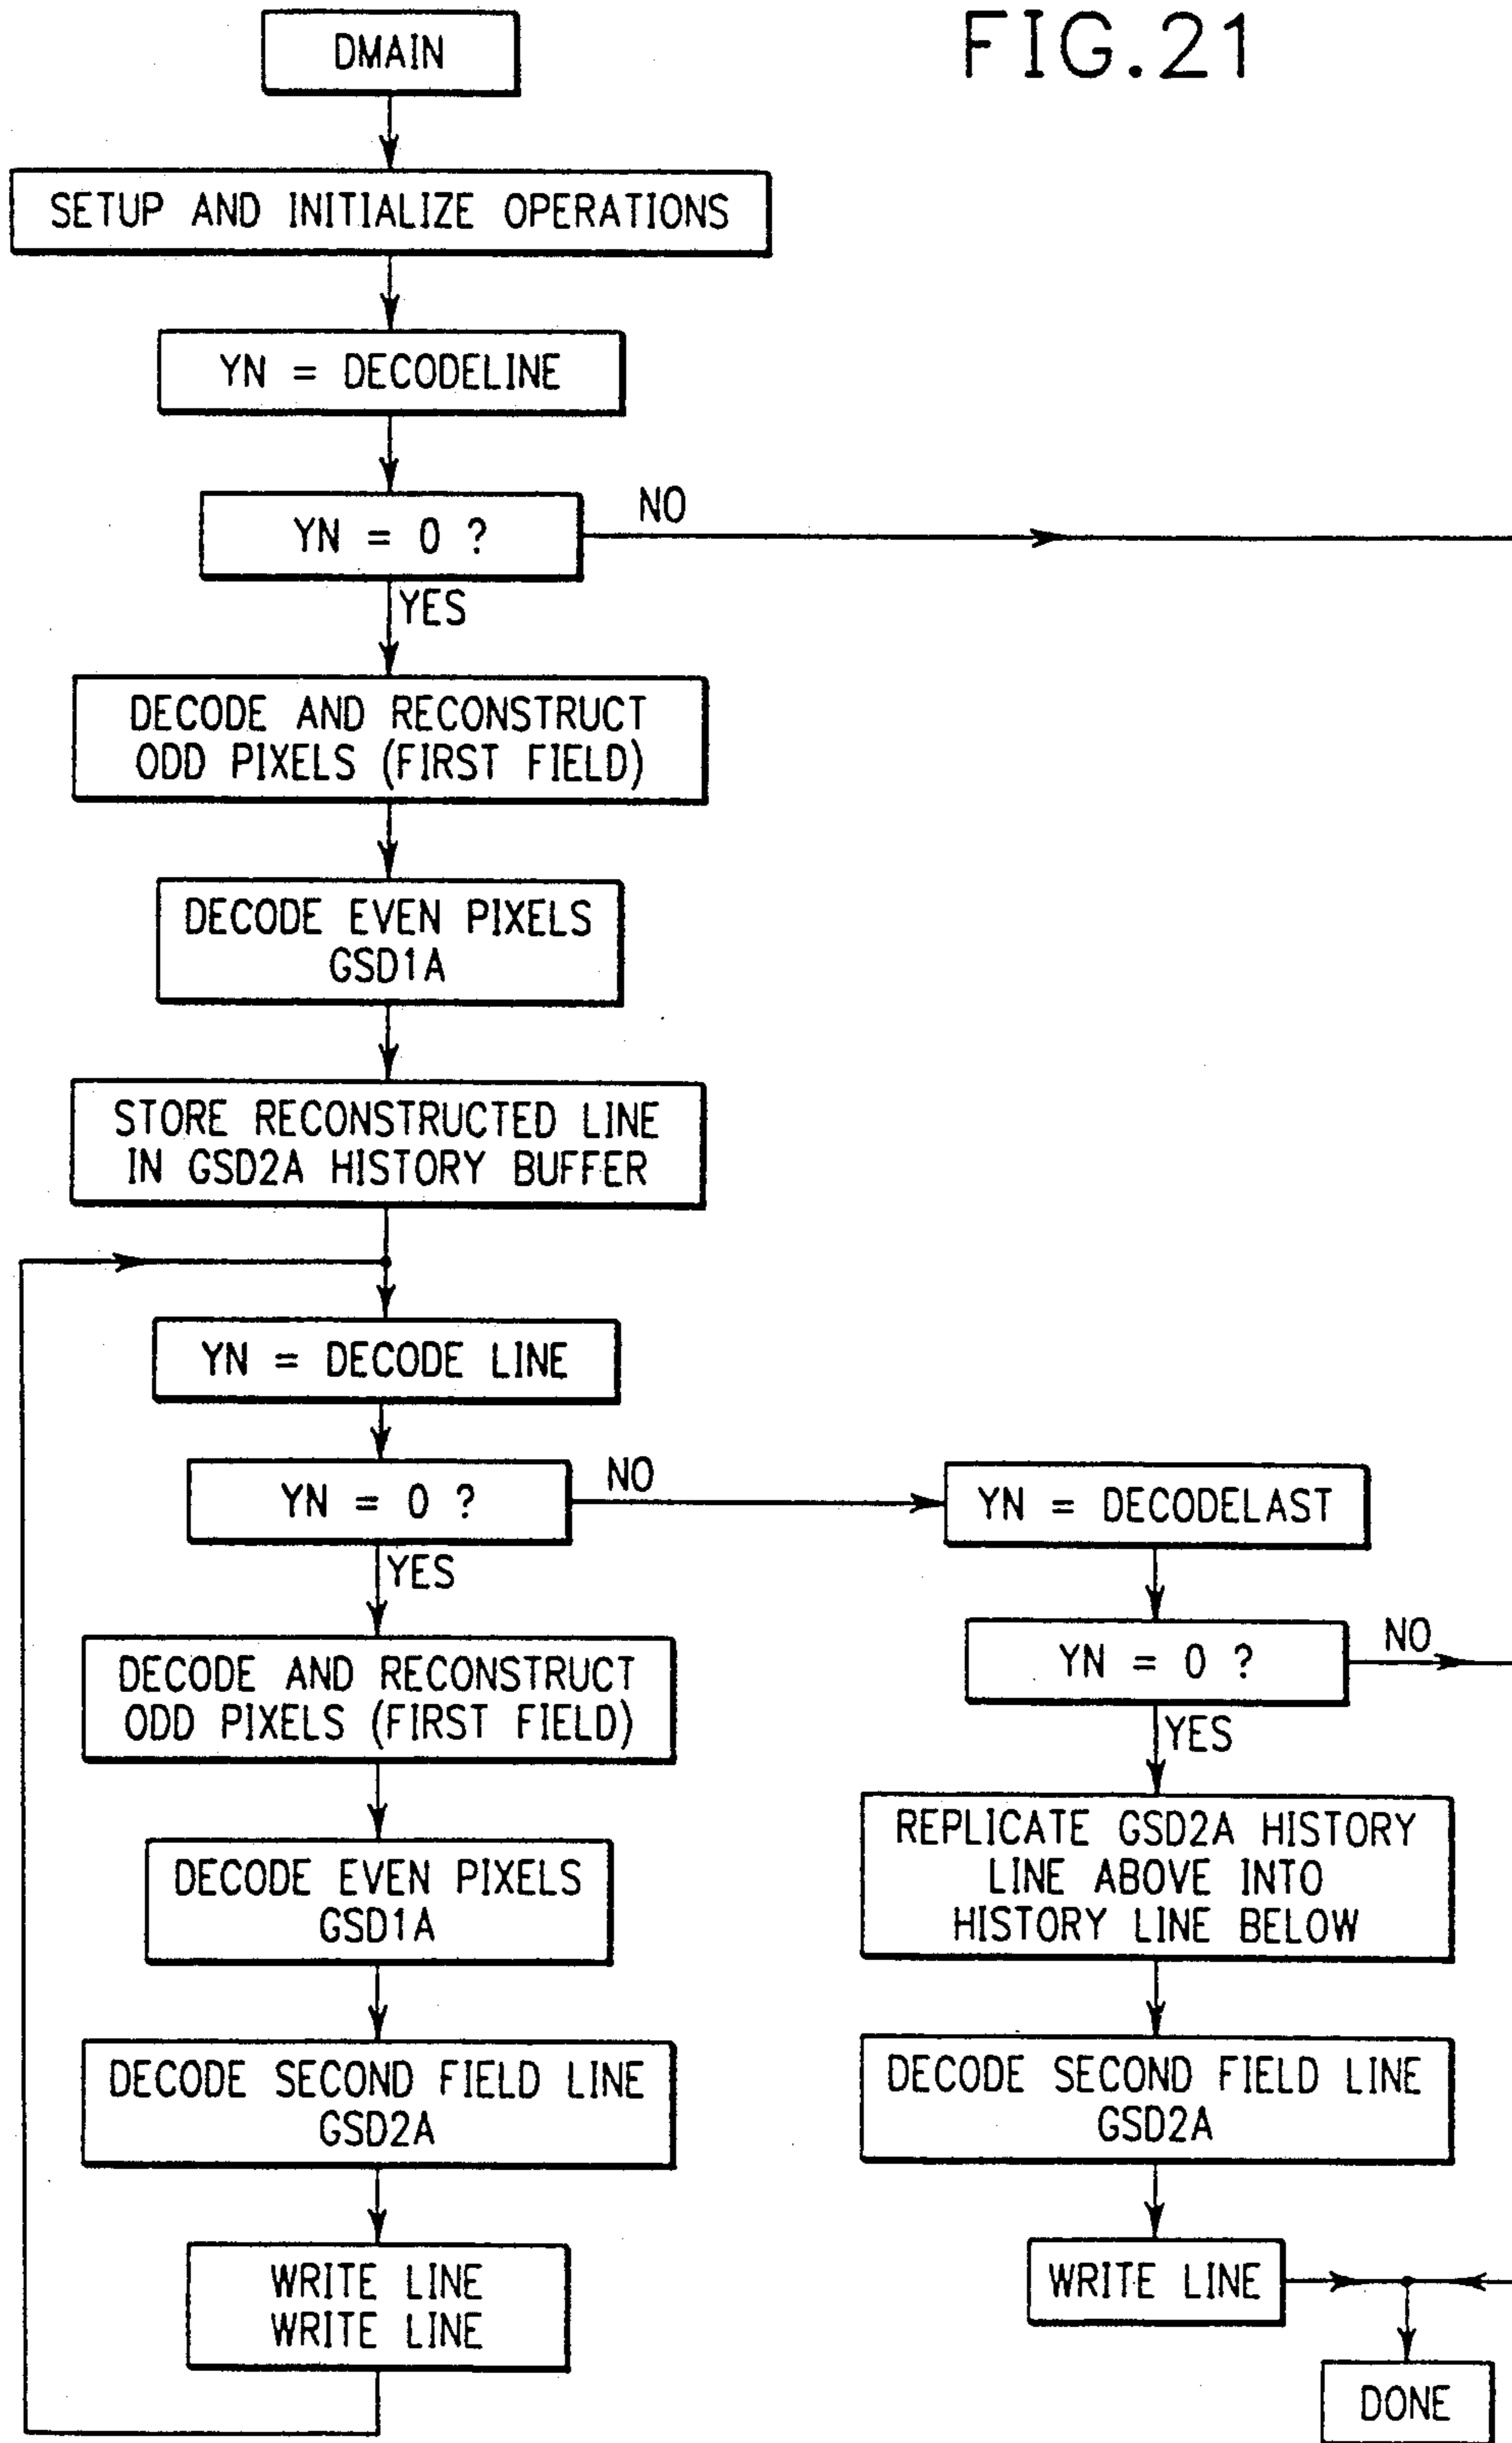 FIG.21
DMAIN
SETUP AND INITIALIZE OPERATIONS
YN = DECODELINE
YN = 0 ?
NO
YES
DECODE AND RECONSTRUCT
ODD PIXELS (FIRST FIELD)
DECODE EVEN PIXELS
GSD1A
STORE RECONSTRUCTED LINE
IN GSD2A HISTORY BUFFER
YN = DECODE LINE
YN = 0 ?
NO
YES
DECODE AND RECONSTRUCT
ODD PIXELS (FIRST FIELD)
DECODE EVEN PIXELS
GSD1A
DECODE SECOND FIELD LINE
GSD2A
WRITE LINE
WRITE LINE
YN = DECODELAST
YN = 0 ?
NO
YES
REPLICATE GSD2A HISTORY
LINE ABOVE INTO
HISTORY LINE BELOW
DECODE SECOND FIELD LINE
GSD2A
WRITE LINE
DONE